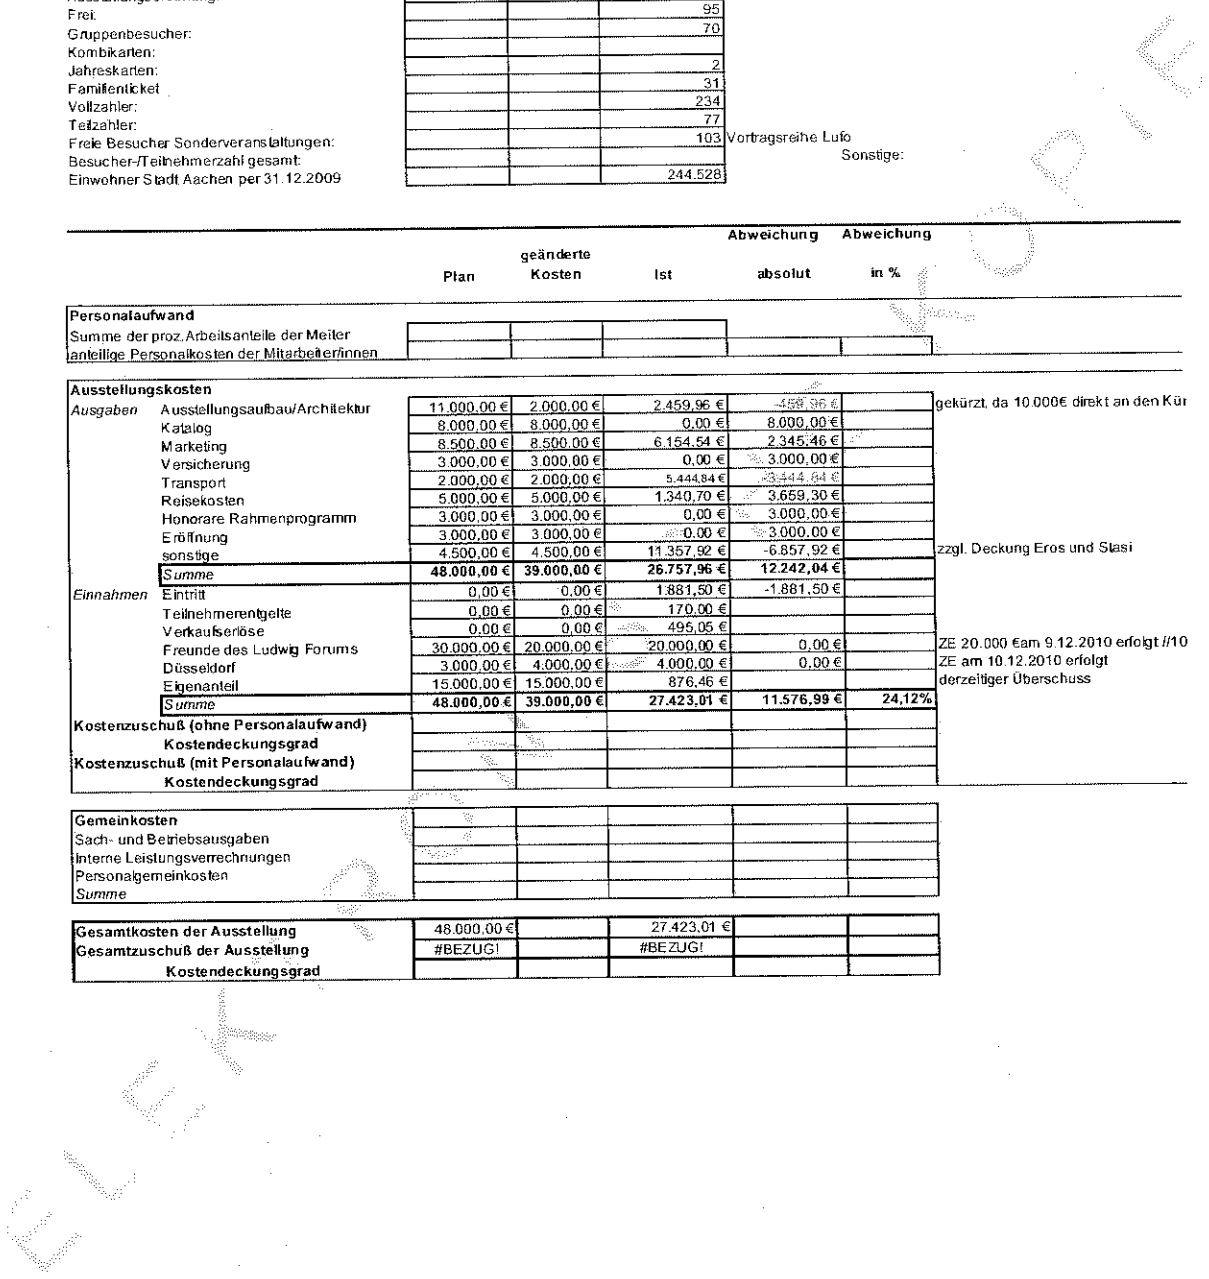 Frei: 95
Gruppenbesucher: 70
Kombikarten:
Jahreskarten: 2
Familienticket 31
Vollzahler: 234
Teilzahler: 77
Freie Besucher Sonderveranstaltungen: 103 Vortragsreihe Lufo
Besucher-/Teilnehmerzahl gesamt: Sonstige:
Einwohner Stadt Aachen per 31.12.2009 244.528
Abweichung Abweichung
geänderte
Plan Kosten Ist absolut in %
Personalaufwand
Summe der proz.Arbeitsanteile der Meiler
anteilige Personalkosten der Mitarbeiter/innen
Ausstellungskosten
Ausgaben Ausstellungsaufbau/Architektur 11.000,00 € 2.000,00 € 2.459,96 € -459,96 € gekürzt, da 10.000€ direkt an den Kür
Katalog 8.000,00 € 8.000,00 € 0,00 € 8.000,00 €
Marketing 8.500,00 € 8.500,00 € 6.154,54 € 2.345,46 €
Versicherung 3.000,00 € 3.000,00 € 0,00 € 3.000,00 €
Transport 2.000,00 € 2.000,00 € 5.444,84 € -3.444,84 €
Reisekosten 5.000,00 € 5.000,00 € 1.340,70 € 3.659,30 €
Honorare Rahmenprogramm 3.000,00 € 3.000,00 € 0,00 € 3.000,00 €
Eröffnung 3.000,00 € 3.000,00 € 0,00 € 3.000,00 €
sonstige 4.500,00 € 4.500,00 € 11.357,92 € -6.857,92 € zzgl. Deckung Eros und Stasi
Summe 48.000,00 € 39.000,00 € 26.757,96 € 12.242,04 €
Einnahmen Eintritt 0,00 € 0,00 € 1.881,50 € -1.881,50 €
Teilnehmerentgelte 0,00 € 0,00 € 170,00 €
Verkaufserlöse 0,00 € 0,00 € 495,05 €
Freunde des Ludwig Forums 30.000,00 € 20.000,00 € 20.000,00 € 0,00 € ZE 20.000 €am 9.12.2010 erfolgt //10
Düsseldorf 3.000,00 € 4.000,00 € 4.000,00 € 0,00 € ZE am 10.12.2010 erfolgt
Eigenanteil 15.000,00 € 15.000,00 € 876,46 € derzeitiger Überschuss
Summe 48.000,00 € 39.000,00 € 27.423,01 € 11.576,99 € 24,12%
Kostenzuschuß (ohne Personalaufwand)
Kostendeckungsgrad
Kostenzuschuß (mit Personalaufwand)
Kostendeckungsgrad
Gemeinkosten
Sach- und Betriebsausgaben
Interne Leistungsverrechnungen
Personalgemeinkosten
Summe
Gesamtkosten der Ausstellung 48.000,00 € 27.423,01 €
Gesamtzuschuß der Ausstellung #BEZUG! #BEZUG!
Kostendeckungsgrad